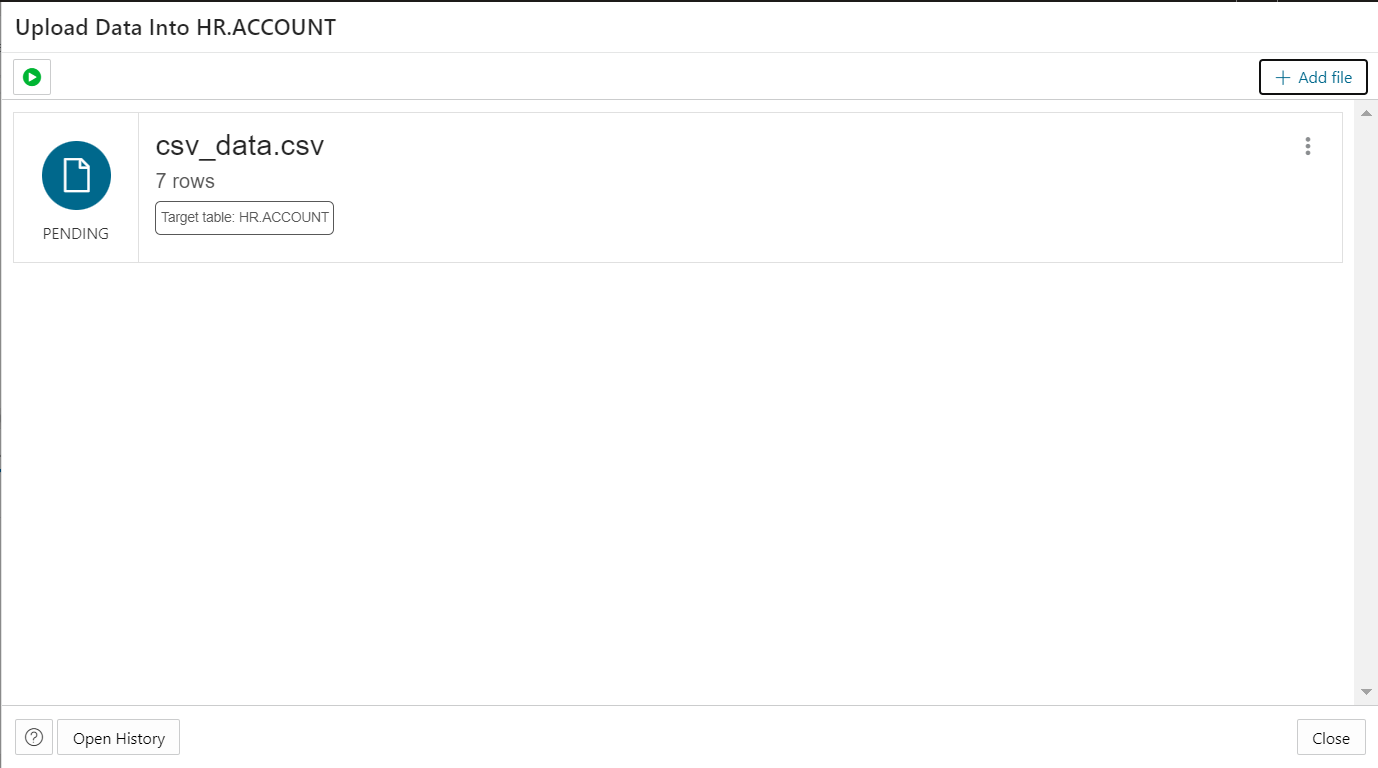 Upload Data Into HR.ACCOUNT
Add file
csv_data.csv
7 rows
Target table: HR.ACCOUNT
PENDING
Open History
Close